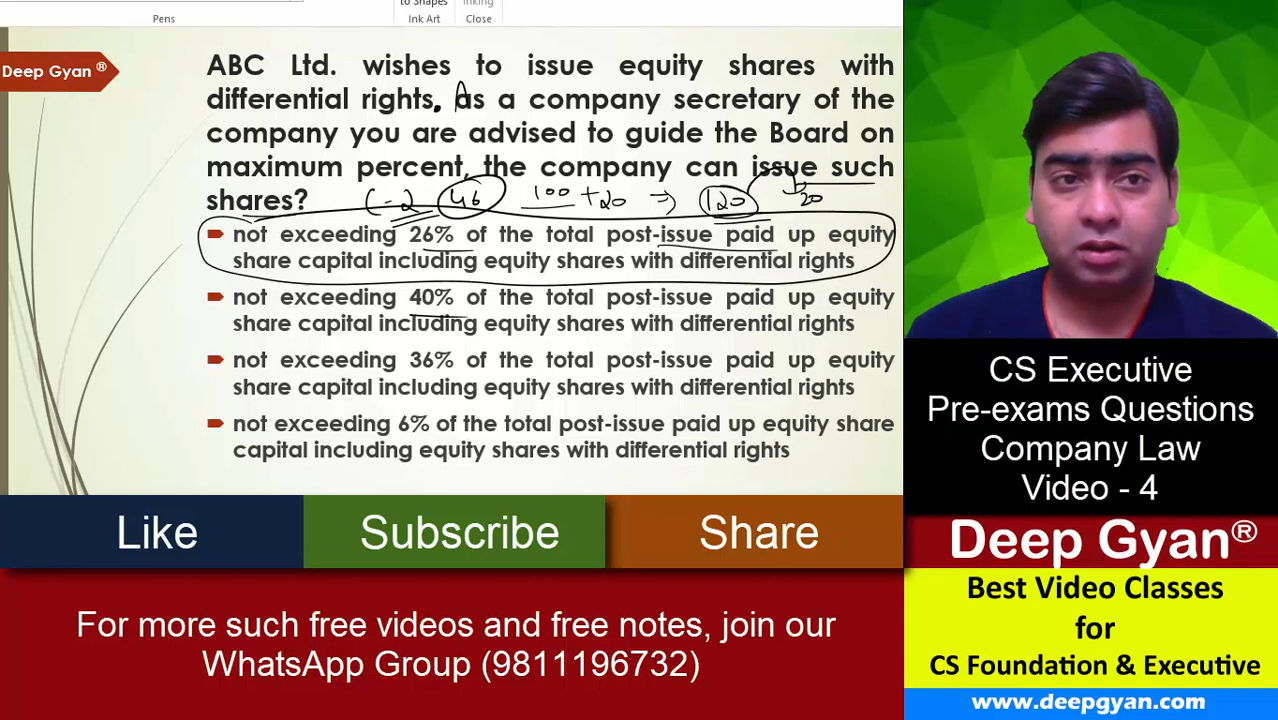 to Shapes
Inking
Pens
Ink Art
Close
Deep Gyan ®
ABC Ltd. wishes to issue equity shares with
differential rights. As a company secretary of the
company you are advised to guide the Board on
maximum percent, the company can issue such
shares?
46 100 + 20 ⇒ 120 20
not exceeding 26% of the total post-issue paid up equity
share capital including equity shares with differential rights
not exceeding 40% of the total post-issue paid up equity
share capital including equity shares with differential rights
not exceeding 36% of the total post-issue paid up equity
share capital including equity shares with differential rights
not exceeding 6% of the total post-issue paid up equity share
capital including equity shares with differential rights
CS Executive
Pre-exams Questions
Company Law
Video - 4
Like
Subscribe
Share
Deep Gyan®
For more such free videos and free notes, join our
WhatsApp Group (9811196732)
Best Video Classes
for
CS Foundation & Executive
www.deepgyan.com